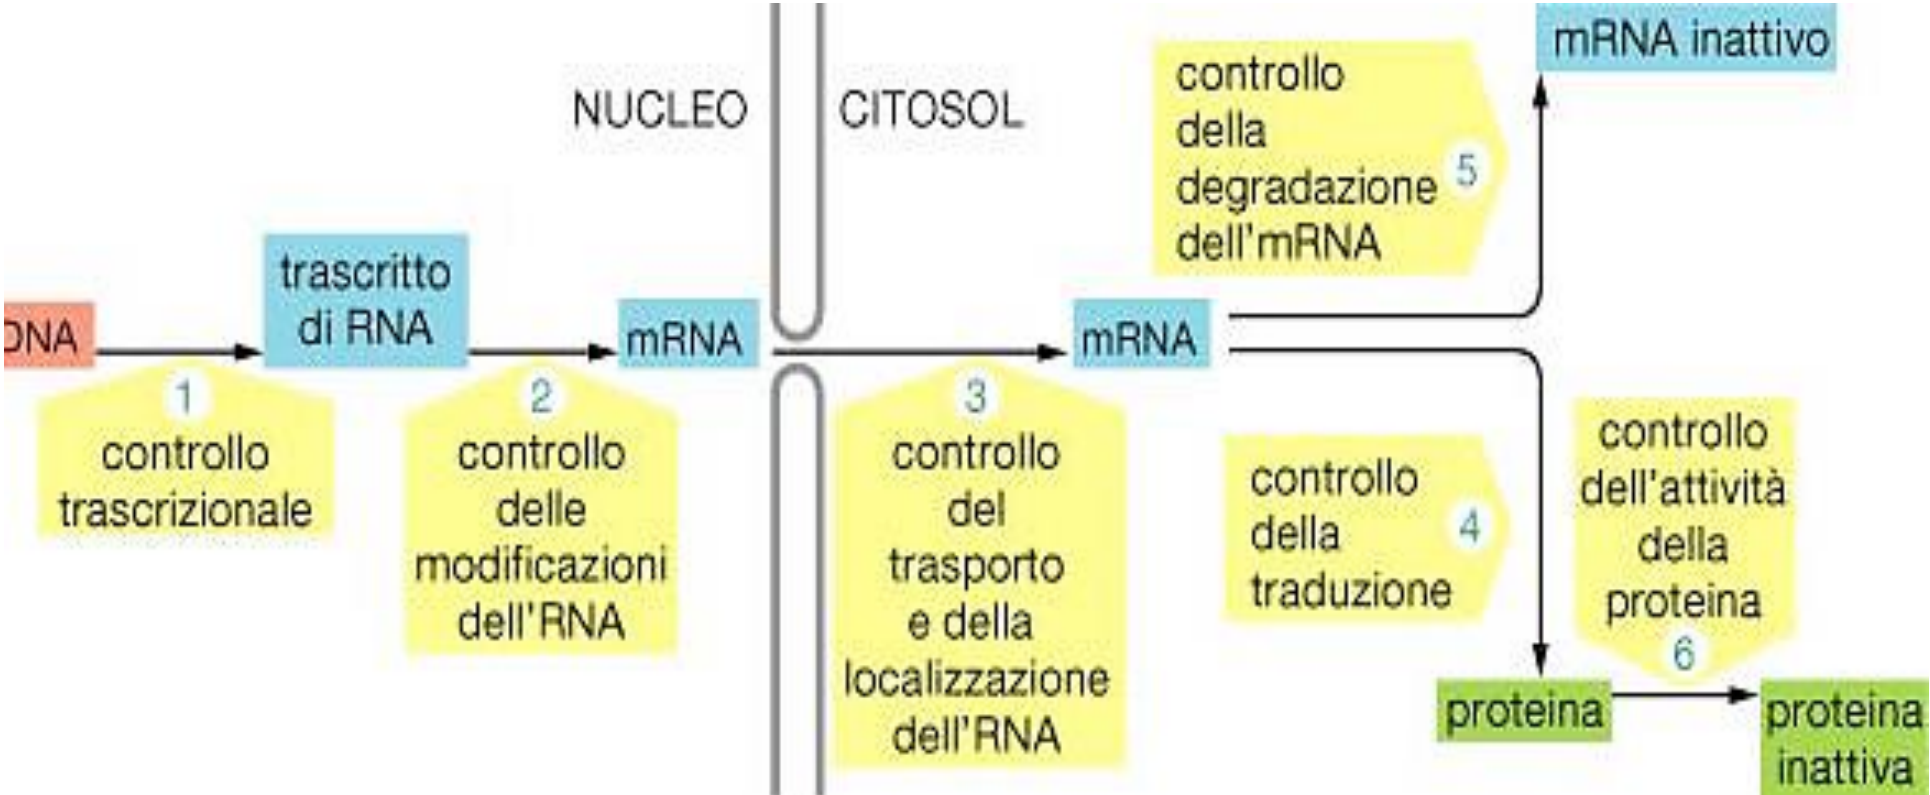 NUCLEO
CITOSOL
DNA
trascritto
di RNA
mRNA
mRNA
mRNA inattivo
1
controllo
trascrizionale
2
controllo
delle
modificazioni
dell'RNA
3
controllo
del
trasporto
e della
localizzazione
dell'RNA
controllo
della
degradazione
dell'mRNA
5
controllo
della
traduzione
4
controllo
dell'attività
della
proteina
6
proteina
proteina
inattiva